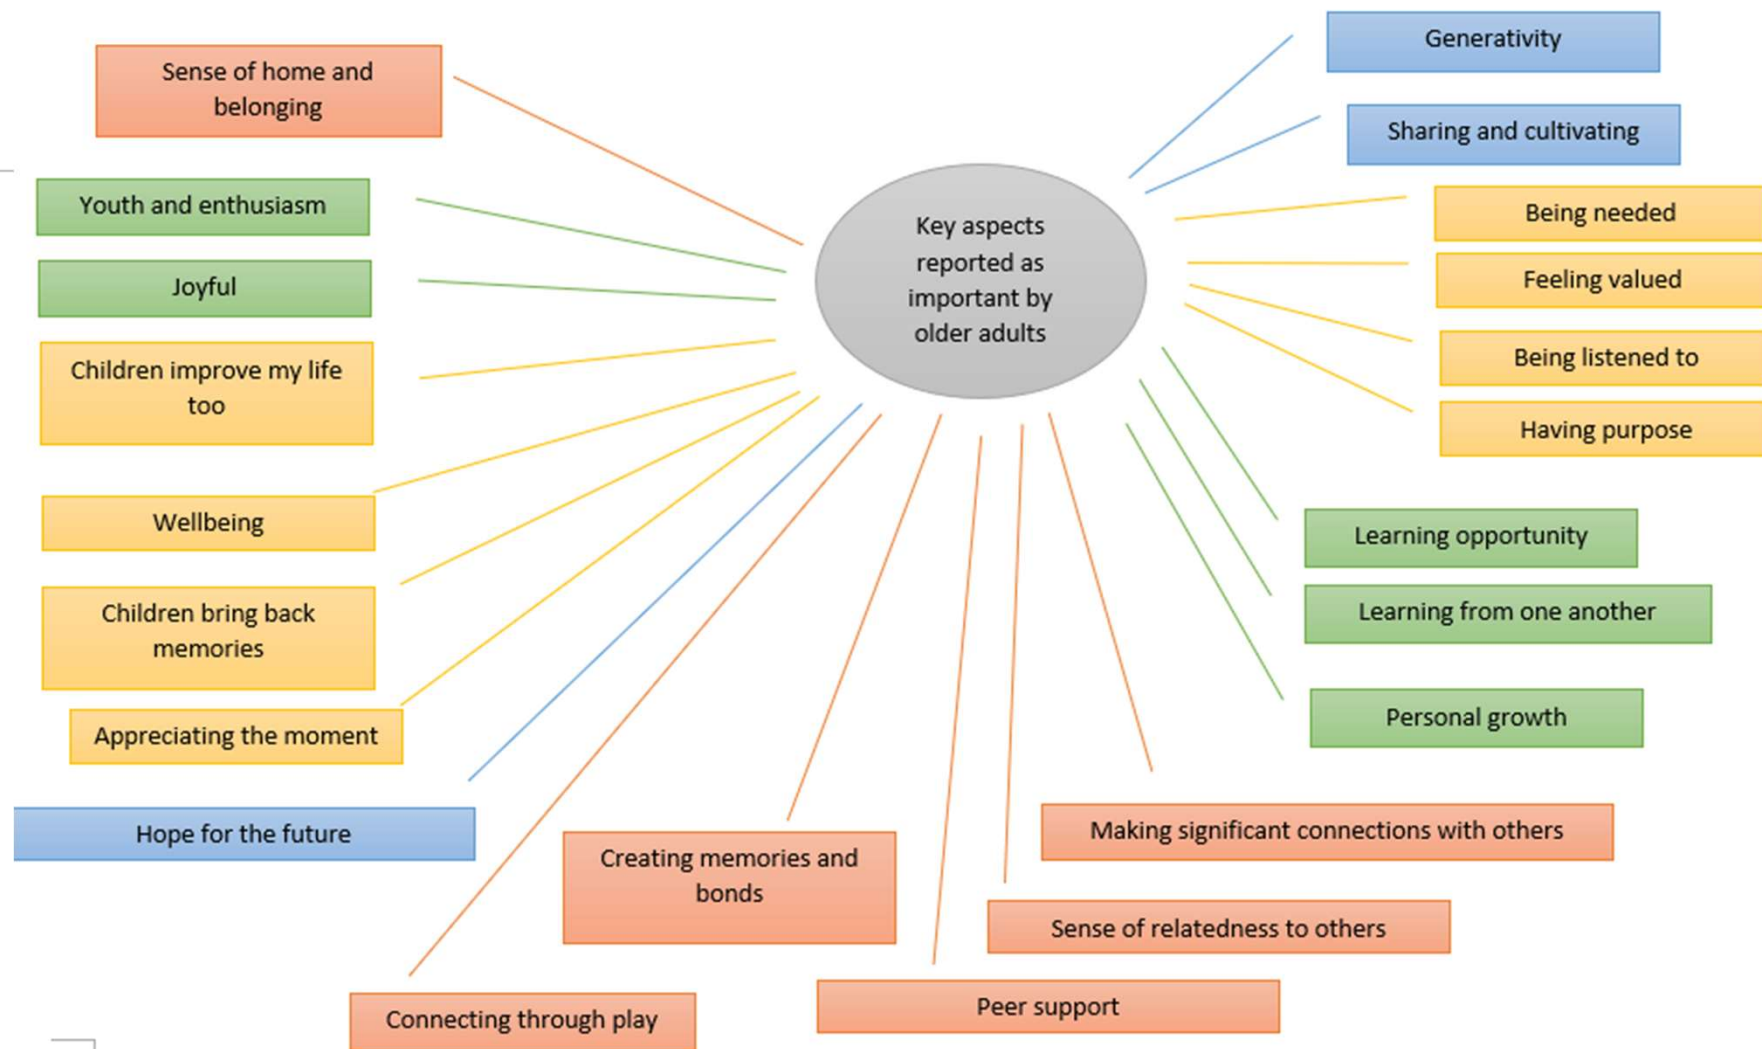 Generativity
Sense of home and
belonging
Sharing and cultivating
Youth and enthusiasm
Key aspects
reported as
important by
older adults
Being needed
Joyful
Feeling valued
Children improve my life
too
Being listened to
Having purpose
Wellbeing
Learning opportunity
Children bring back
memories
Learning from one another
Appreciating the moment
Personal growth
Hope for the future
Making significant connections with others
Creating memories and
bonds
Sense of relatedness to others
Connecting through play
Peer support